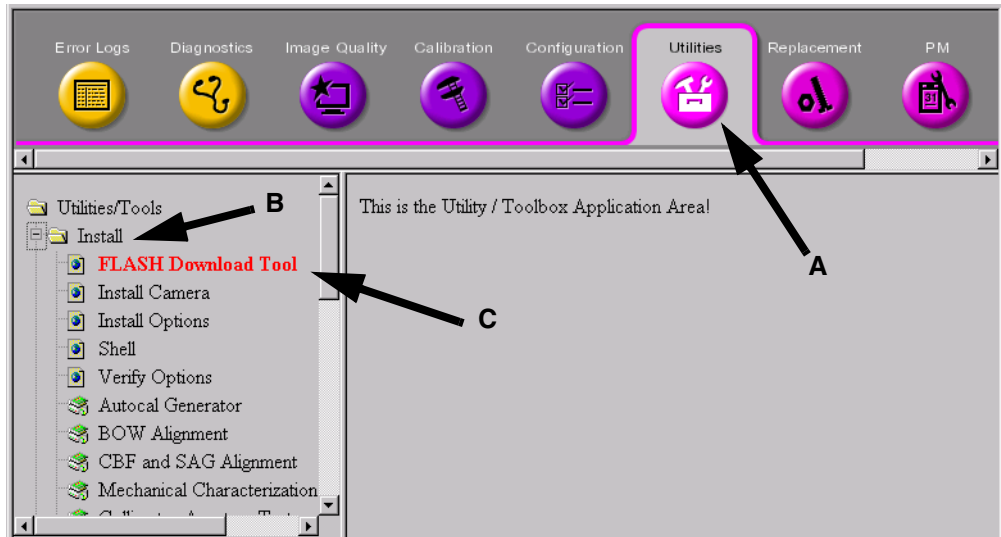 Error Logs Diagnostics Image Quality Calibration Configuration Utilities Replacement PM
31
Utilities/Tools
B
This is the Utility / Toolbox Application Area!
Install
FLASH Download Tool
A
Install Camera
Install Options
C
Shell
Verify Options
Autocal Generator
BOW Alignment
CBF and SAG Alignment
Mechanical Characterization